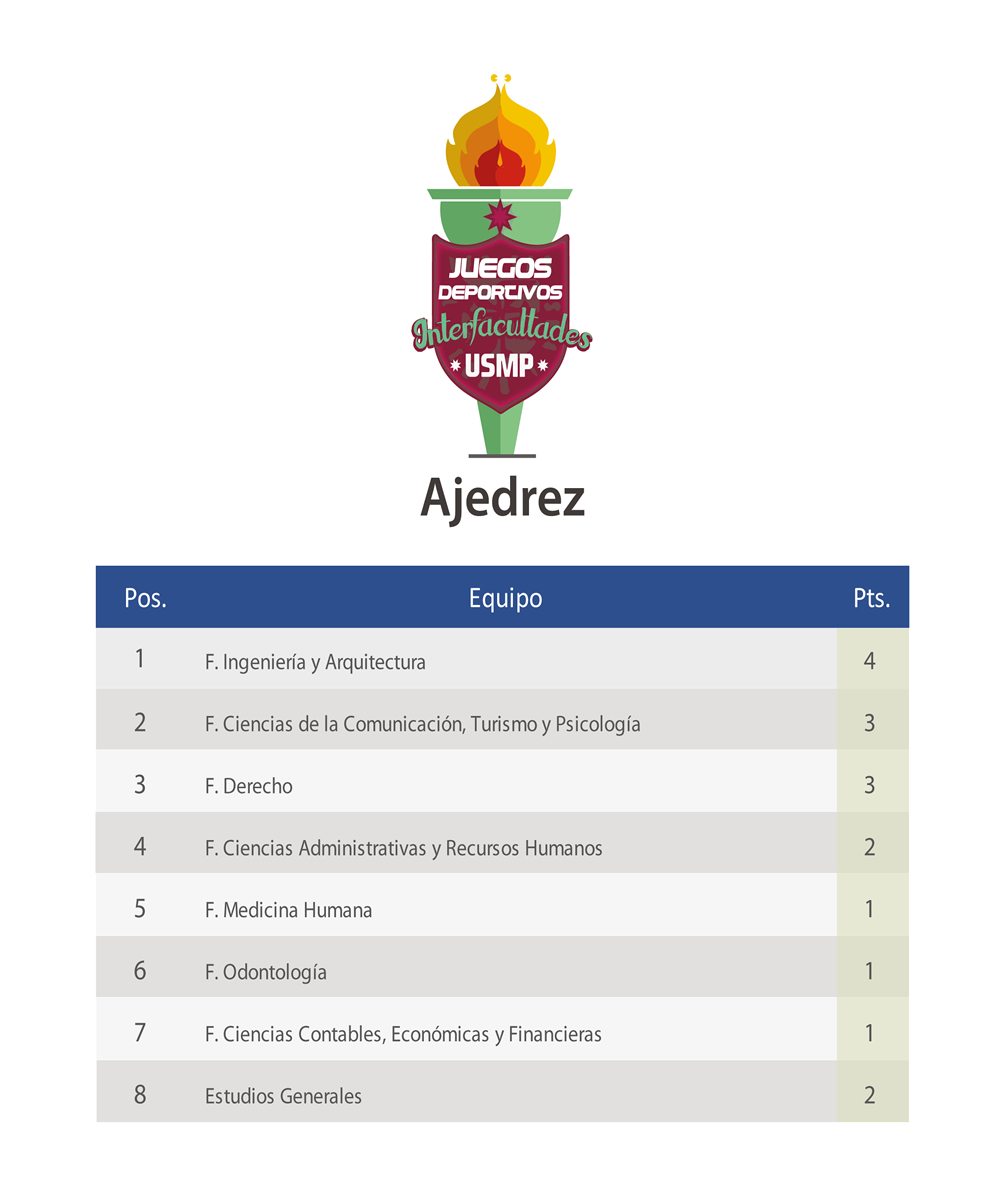 JUEGOS
DEPORTIVOS
Interfacultades
USMP
Ajedrez
Pos. Equipo Pts.
1 F. Ingeniería y Arquitectura 4
2 F. Ciencias de la Comunicación, Turismo y Psicología 3
3 F. Derecho 3
4 F. Ciencias Administrativas y Recursos Humanos 2
5 F. Medicina Humana 1
6 F. Odontología 1
7 F. Ciencias Contables, Económicas y Financieras 1
8 Estudios Generales 2